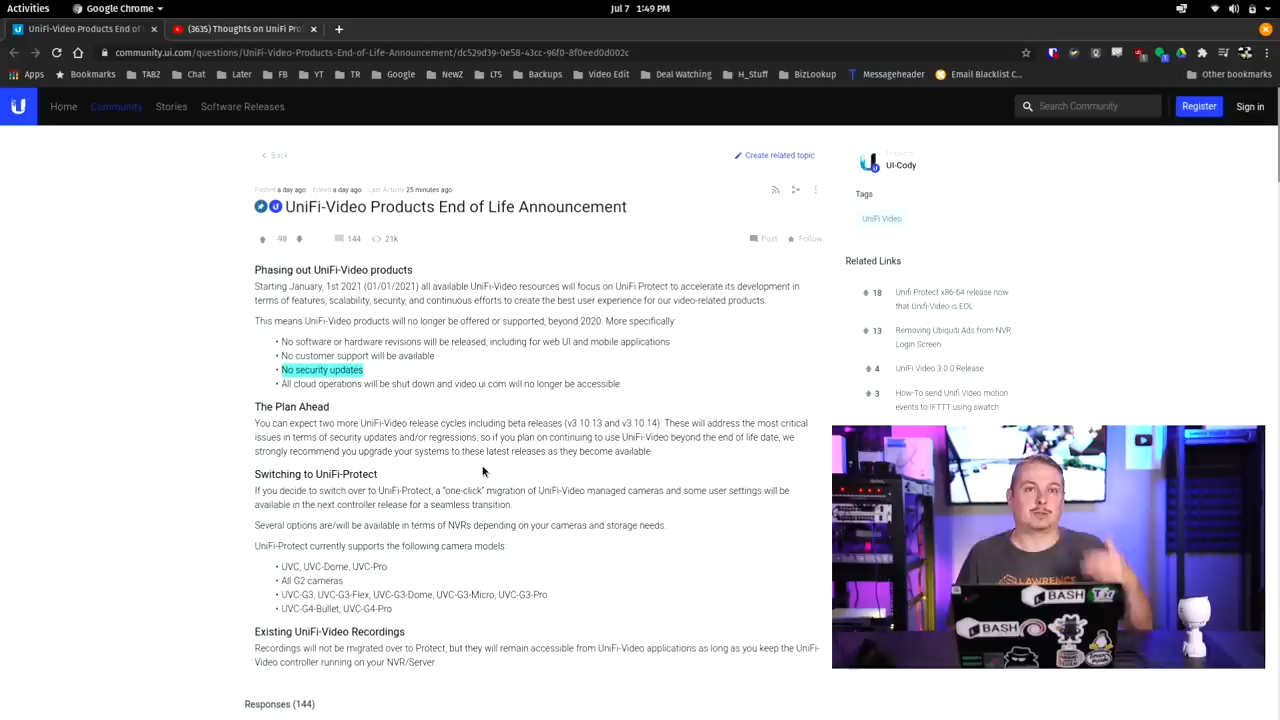 Activities
Google Chrome
Jul 7 1:49 PM
UniFi-Video Products End of
(3635) Thoughts on UniFi Pro
community.ui.com/questions/UniFi-Video-Products-End-of-Life-Announcement/dc529d39-0e58-43cc-96f0-8f0eed0d002c
Apps Bookmarks TABZ Chat Later FB YT TR Google NewZ LTS Backups Video Edit Deal Watching H_Stuff BizLookup Messageheader Email Blacklist C... Other bookmarks
Home Community Stories Software Releases Search Community Register Sign in
Back
Create related topic
Posted a day ago Edited a day ago Last Activity 25 minutes ago
UniFi-Video Products End of Life Announcement
-98 144 21k Post Follow
Phasing out UniFi-Video products
Starting January, 1st 2021 (01/01/2021) all available UniFi-Video resources will focus on UniFi Protect to accelerate its development in
terms of features, scalability, security, and continuous efforts to create the best user experience for our video-related products.
This means UniFi-Video products will no longer be offered or supported, beyond 2020. More specifically:
• No software or hardware revisions will be released, including for web UI and mobile applications
• No customer support will be available
• No security updates
• All cloud operations will be shut down and video.ui.com will no longer be accessible
The Plan Ahead
You can expect two more UniFi-Video release cycles including beta releases (v3.10.13 and v3.10.14). These will address the most critical
issues in terms of security updates and/or regressions, so if you plan on continuing to use UniFi-Video beyond the end of life date, we
strongly recommend you upgrade your systems to these latest releases as they become available.
Switching to UniFi-Protect
If you decide to switch over to UniFi-Protect, a "one-click" migration of UniFi-Video managed cameras and some user settings will be
available in the next controller release for a seamless transition.
Several options are/will be available in terms of NVRs depending on your cameras and storage needs.
UniFi-Protect currently supports the following camera models:
• UVC, UVC-Dome, UVC-Pro
• All G2 cameras
• UVC-G3, UVC-G3-Flex, UVC-G3-Dome, UVC-G3-Micro, UVC-G3-Pro
• UVC-G4-Bullet, UVC-G4-Pro
Existing UniFi-Video Recordings
Recordings will not be migrated over to Protect, but they will remain accessible from UniFi-Video applications as long as you keep the UniFi-
Video controller running on your NVR/Server.
Responses (144)
UI-Cody
Tags
UniFi Video
Related Links
18 Unifi Protect x86-64 release now
that Unifi-Video is EOL
13 Removing Ubiquiti Ads from NVR
Login Screen
4 UniFi Video 3.0.0 Release
3 How-To send Unifi Video motion
events to IFTTT using swatch
LAWRENCE
BASH
BASH